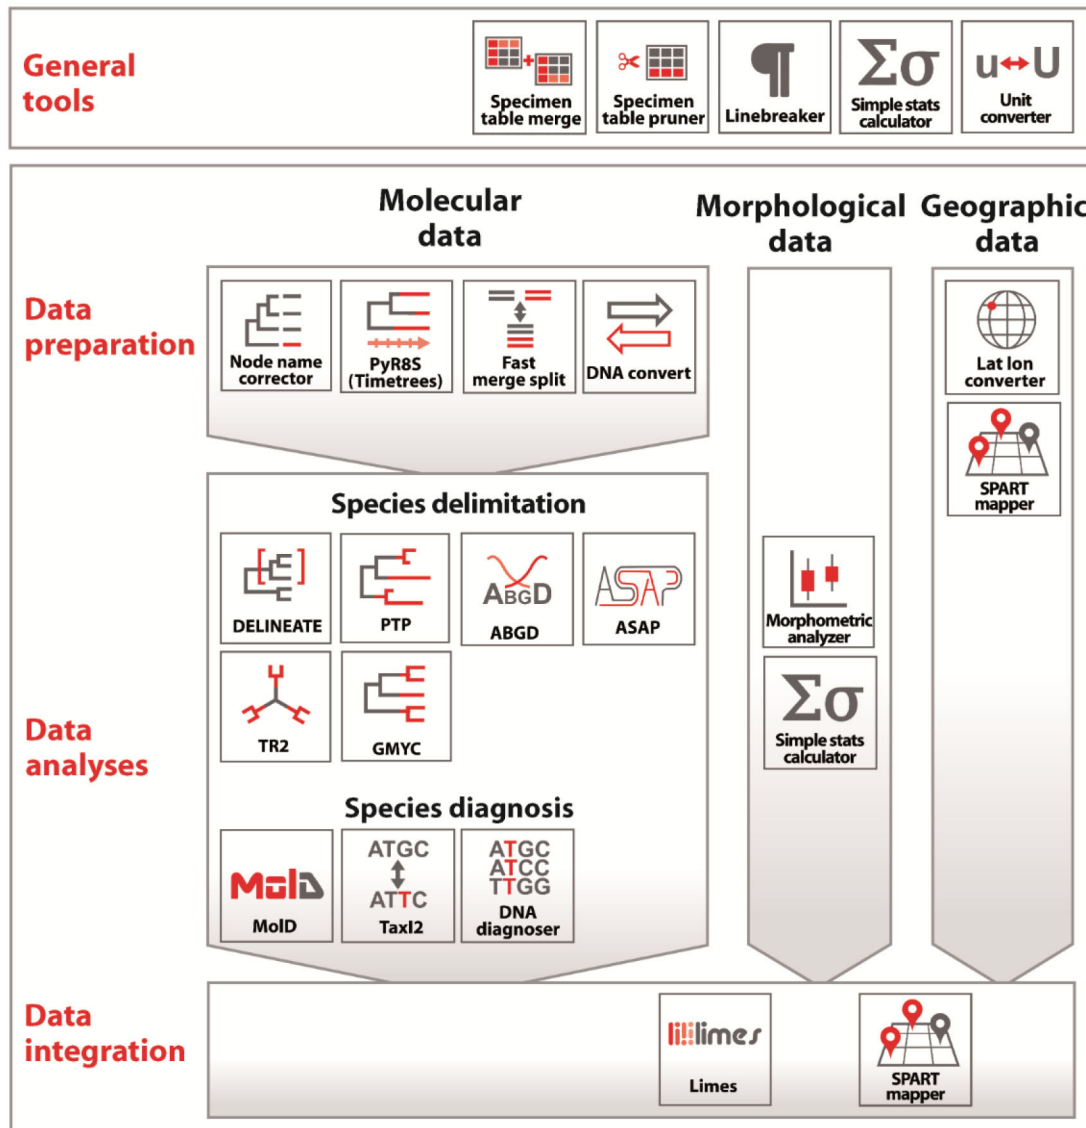 General
tools
Specimen
table merge
Specimen
table pruner
Linebreaker
Σσ
Simple stats
calculator
u↔U
Unit
converter
Molecular
data
Morphological
data
Geographic
data
Data
preparation
Node name
corrector
PyR8S
(Timetrees)
Fast
merge split
DNA convert
Lat lon
converter
SPART
mapper
Species delimitation
DELINEATE
PTP
ABGD
ABGD
ASAP
ASAP
TR2
GMYC
Morphometric
analyzer
Σσ
Simple stats
calculator
Data
analyses
Species diagnosis
MolD
MolD
ATGC
ATTC
TaxI2
ATGC
ATCC
TTGG
DNA
diagnoser
Data
integration
limes
Limes
SPART
mapper